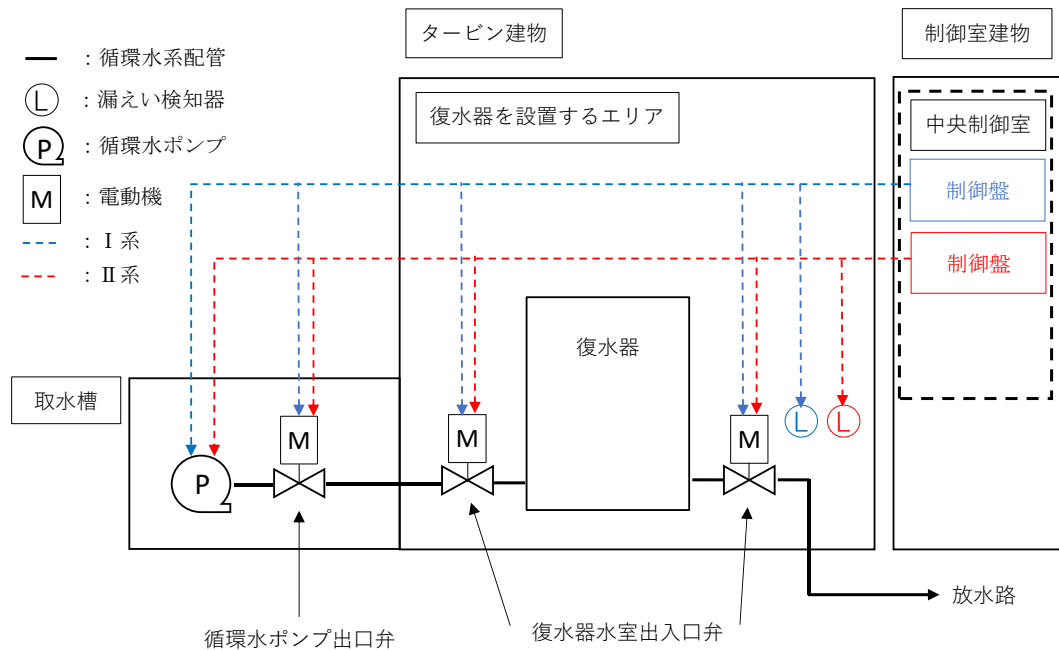 タービン建物
制御室建物
：循環水系配管
L
：漏えい検知器
P
：循環水ポンプ
M
：電動機
：Ⅰ系
：Ⅱ系
復水器を設置するエリア
中央制御室
制御盤
制御盤
復水器
取水槽
P
M
M
M
L
L
循環水ポンプ出口弁
復水器水室出入口弁
放水路